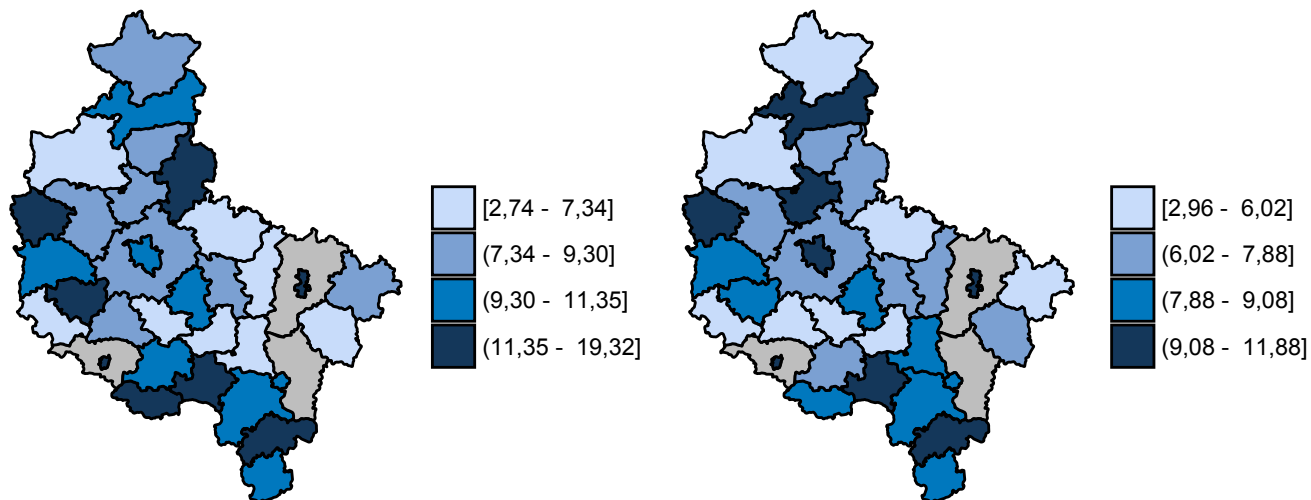 [2,74 - 7,34]
(7,34 - 9,30]
(9,30 - 11,35]
(11,35 - 19,32]
[2,96 - 6,02]
(6,02 - 7,88]
(7,88 - 9,08]
(9,08 - 11,88]